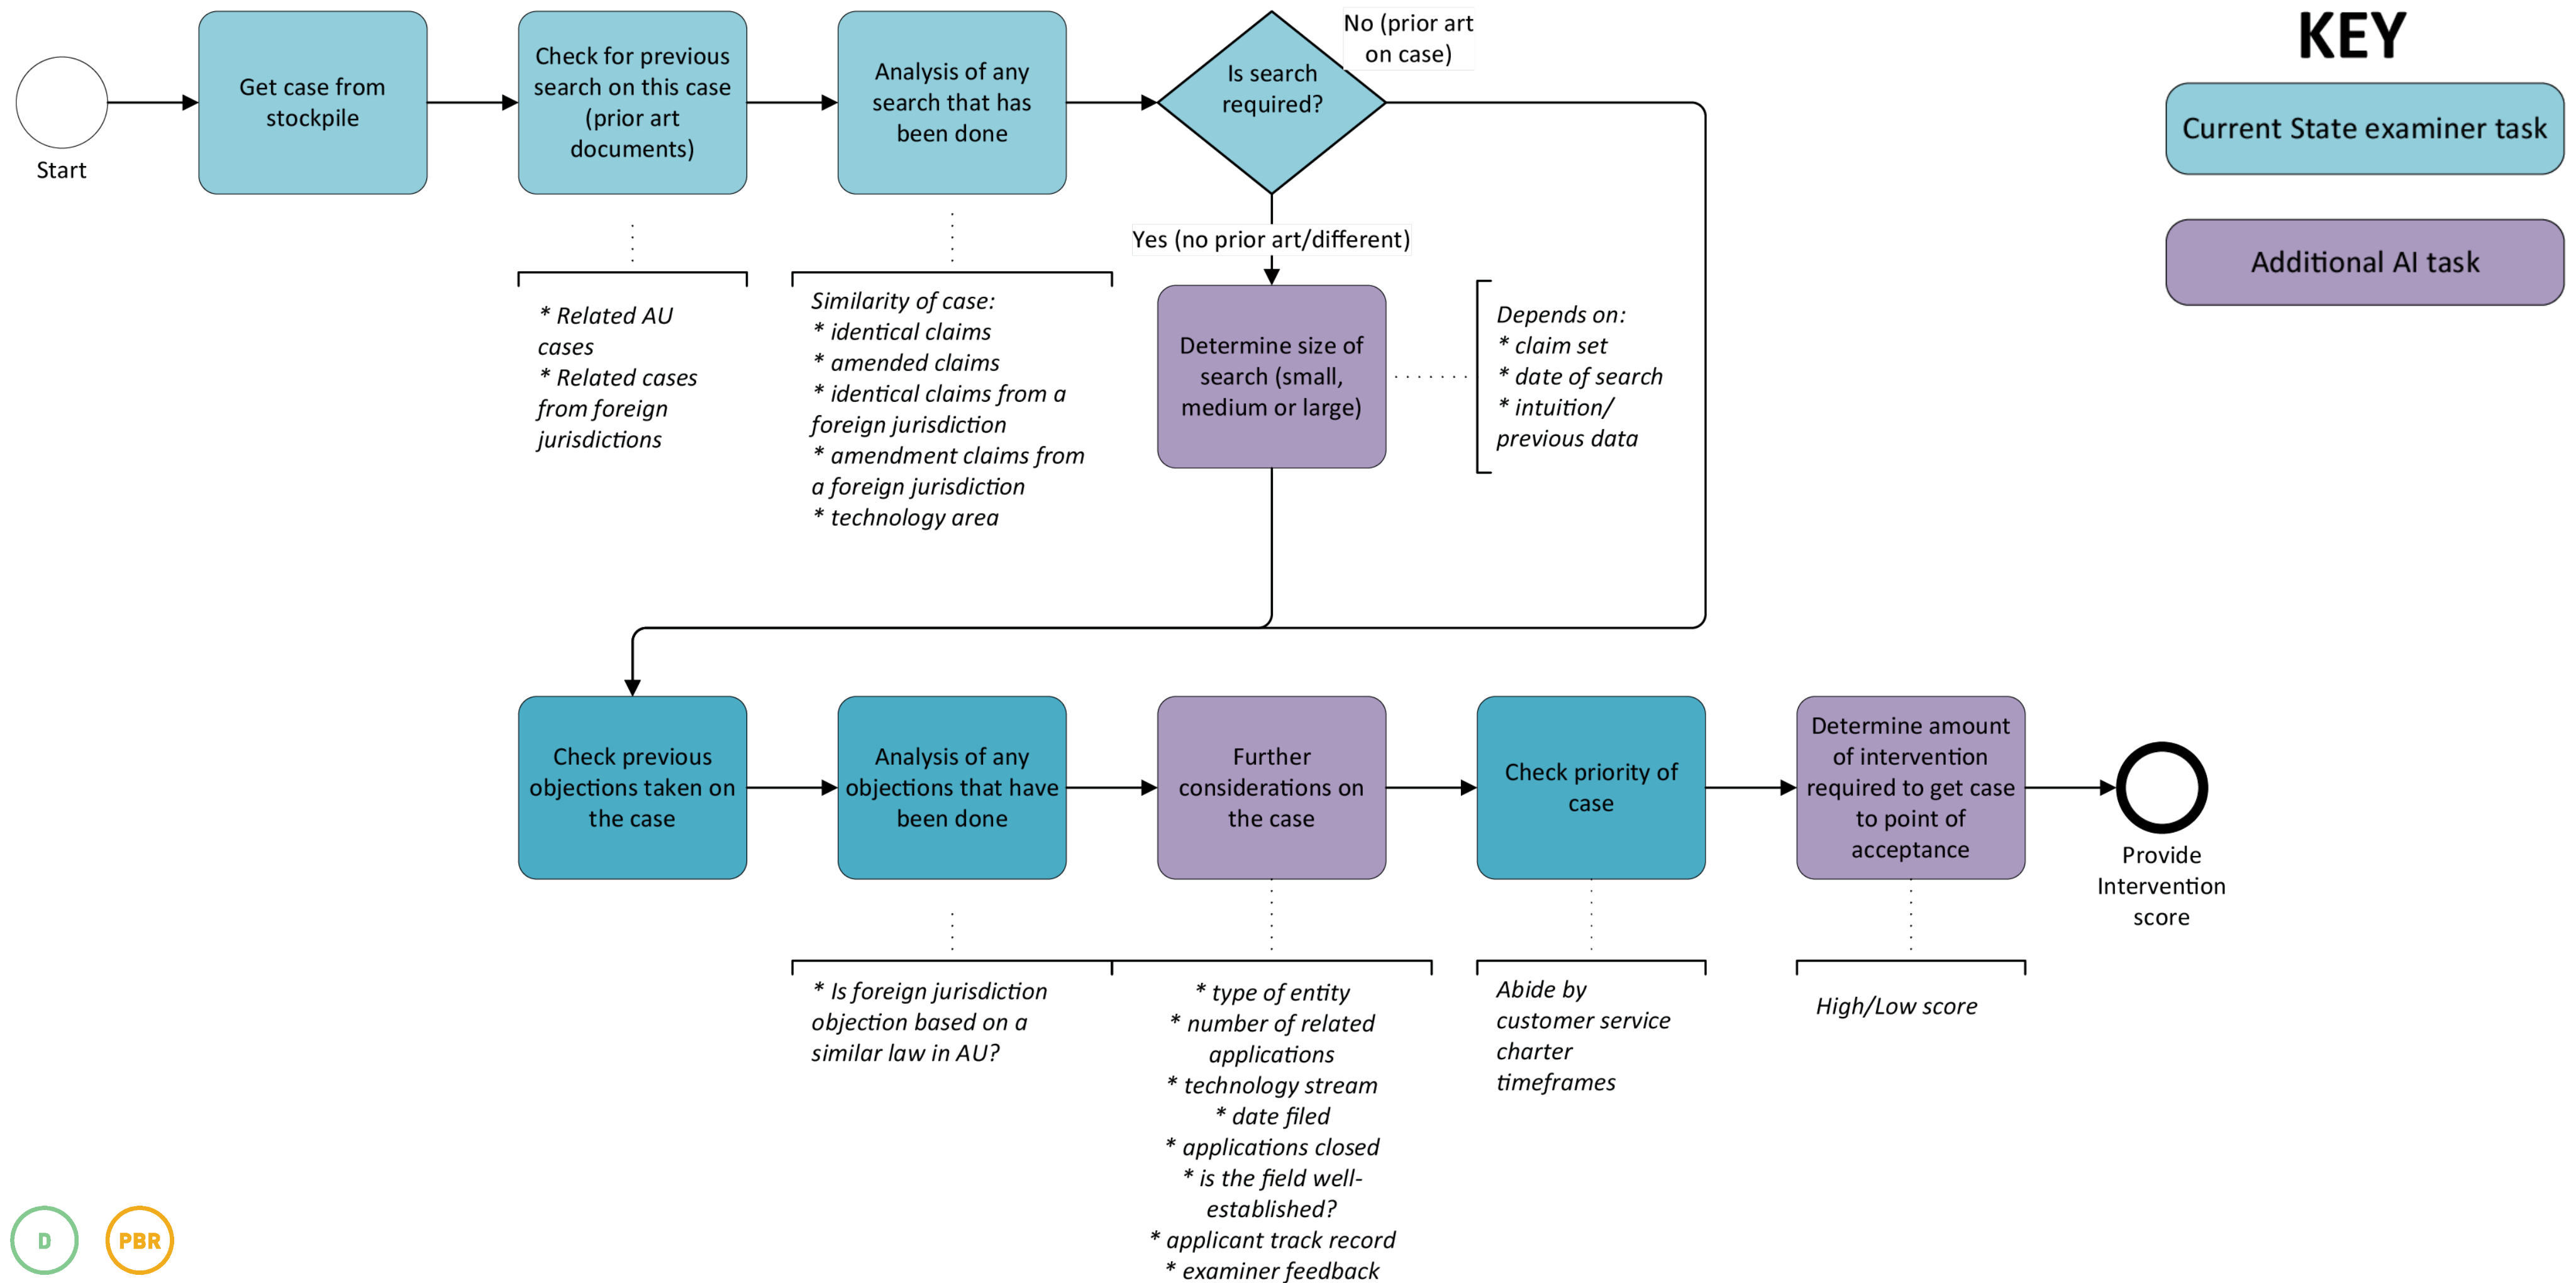 Start
Get case from
stockpile
Check for previous
search on this case
(prior art
documents)
Analysis of any
search that has
been done
Is search
required?
No (prior art
on case)
KEY
Current State examiner task
Additional AI task
Yes (no prior art/different)
* Related AU
cases
* Related cases
from foreign
jurisdictions
Similarity of case:
* identical claims
* amended claims
* identical claims from a
foreign jurisdiction
* amendment claims from
a foreign jurisdiction
* technology area
Determine size of
search (small,
medium or large)
Depends on:
* claim set
* date of search
* intuition/
previous data
Check previous
objections taken on
the case
Analysis of any
objections that have
been done
Further
considerations on
the case
Check priority of
case
Determine amount
of intervention
required to get case
to point of
acceptance
Provide
Intervention
score
* Is foreign jurisdiction
objection based on a
similar law in AU?
* type of entity
* number of related
applications
* technology stream
* date filed
* applications closed
* is the field well-
established?
* applicant track record
* examiner feedback
Abide by
customer service
charter
timeframes
High/Low score
D
PBR